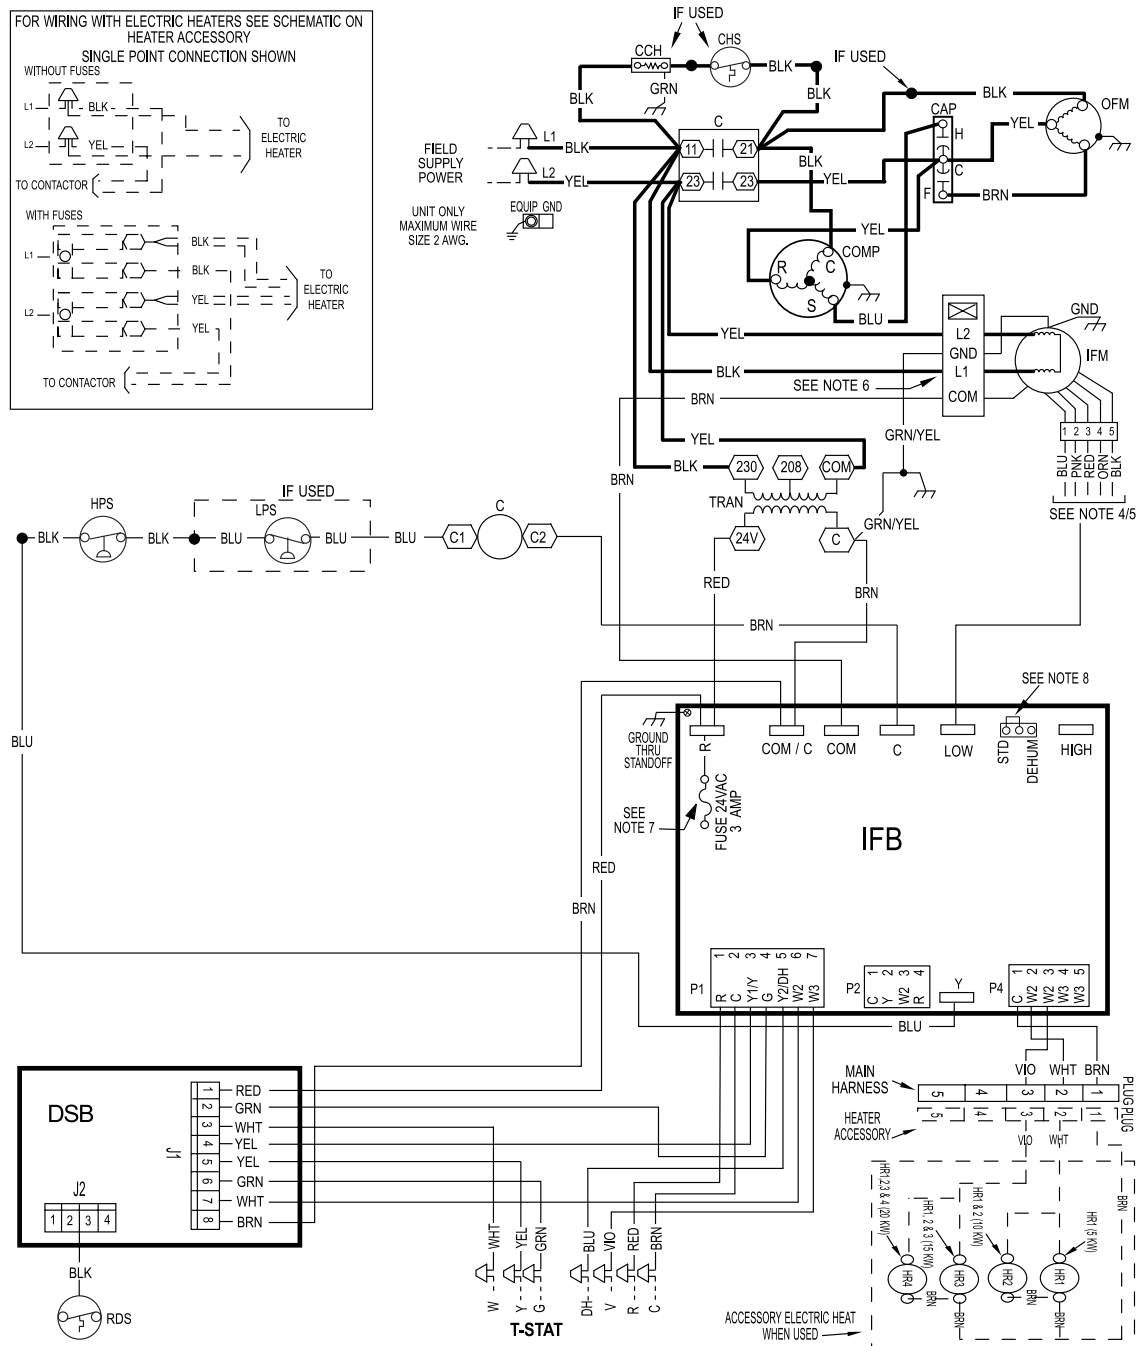 FOR WIRING WITH ELECTRIC HEATERS SEE SCHEMATIC ON
HEATER ACCESSORY
SINGLE POINT CONNECTION SHOWN
WITHOUT FUSES
L1
BLK
L2
YEL
TO
ELECTRIC
HEATER
TO CONTACTOR
WITH FUSES
L1
BLK
BLK
L2
YEL
YEL
TO
ELECTRIC
HEATER
TO CONTACTOR
IF USED
CCH
CHS
GRN
BLK
BLK
BLK
IF USED
BLK
CAP
OFM
YEL
H
C
F
BRN
FIELD
SUPPLY
POWER
L1
BLK
L2
YEL
C
11
21
23
23
BLK
YEL
UNIT ONLY
MAXIMUM WIRE
SIZE 2 AWG.
EQUIP GND
YEL
COMP
R
C
S
BLU
YEL
BLK
BRN
L2
GND
L1
COM
GND
IFM
SEE NOTE 6
GRN/YEL
1 2 3 4 5
BLU
PNK
RED
ORN
BLK
SEE NOTE 4/5
YEL
BLK
BRN
230
208
COM
TRAN
24V
C
GRN/YEL
RED
BRN
HPS
BLK
BLK
IF USED
LPS
BLU
BLU
BLU
C
C1
C2
BRN
BLU
SEE NOTE 8
GROUND
THRU
STANDOFF
R
COM / C
COM
C
LOW
STD
DEHUM
HIGH
SEE
NOTE 7
FUSE 24VAC
3 AMP
IFB
RED
BRN
P1
1 2 3 4 5 6 7
R
C
Y1/Y
G
Y2/DH
W2
W3
P2
1 2 3 4
C
Y
W2
R
Y
P4
1 2 3 4 5
C
W2
W2
W3
W3
BLU
MAIN
HARNESS
VIO
WHT
BRN
5 4 3 2 1
PLUG
PLUG
HEATER
ACCESSORY
5 4 3 2 1
VIO
WHT
BRN
HR1,2,3 & 4 (20 KW)
HR1, 2 & 3 (15 KW)
HR1 & 2 (10 KW)
HR1 (5 KW)
HR4
HR3
HR2
HR1
BRN
BRN
BRN
BRN
ACCESSORY ELECTRIC HEAT
WHEN USED
DSB
J1
1 RED
2 GRN
3 WHT
4 YEL
5 YEL
6 GRN
7 WHT
8 BRN
J2
1 2 3 4
BLK
RDS
WHT
YEL
GRN
BLU
VIO
RED
BRN
W
Y
G
DH
V
R
C
T-STAT